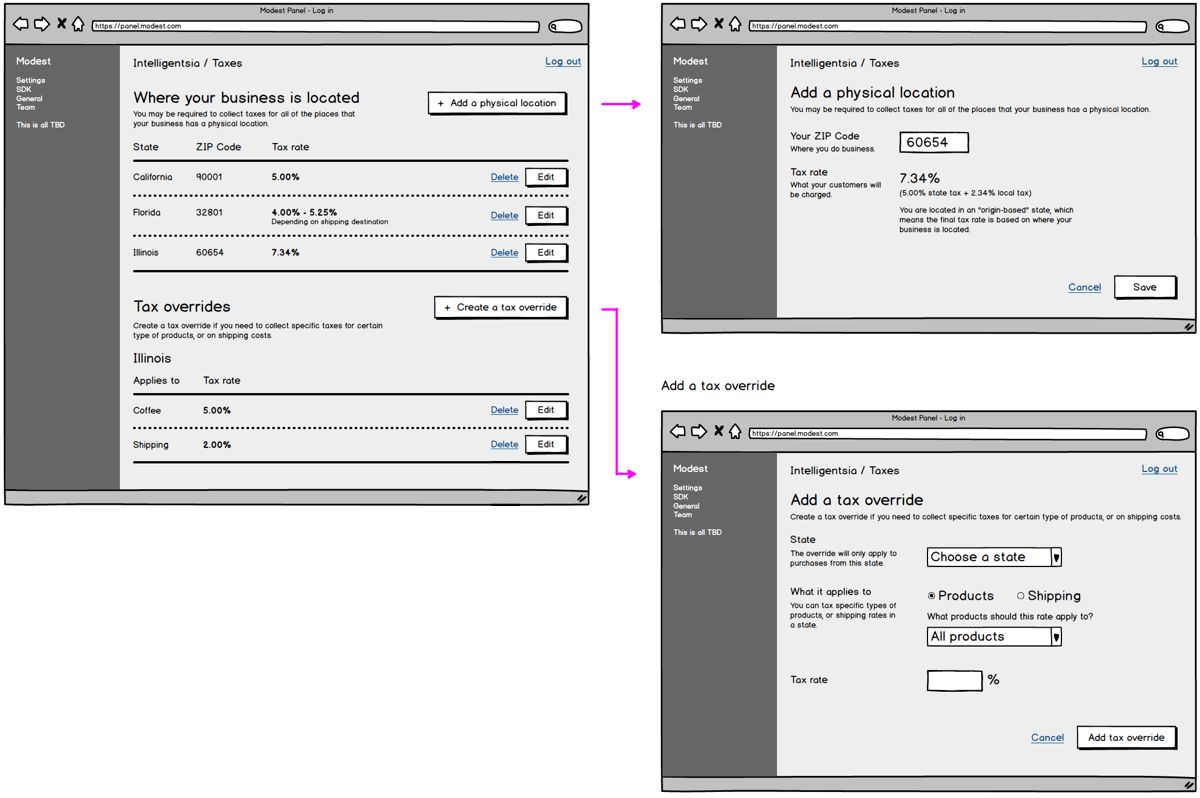 Modest Panel - Log in
https://panel.modest.com
Modest
Settings
SDK
General
Team
This is all TBD
Intelligentsia / Taxes
Log out
Where your business is located
You may be required to collect taxes for all of the places that
your business has a physical location.
+ Add a physical location
State ZIP Code Tax rate
California 90001 5.00% Delete Edit
Florida 32801 4.00% - 5.25% Delete Edit
Depending on shipping destination
Illinois 60654 7.34% Delete Edit
Tax overrides
+ Create a tax override
Create a tax override if you need to collect specific taxes for certain
type of products, or on shipping costs.
Illinois
Applies to Tax rate
Coffee 5.00% Delete Edit
Shipping 2.00% Delete Edit
Modest Panel - Log in
https://panel.modest.com
Modest
Settings
SDK
General
Team
This is all TBD
Intelligentsia / Taxes
Log out
Add a physical location
You may be required to collect taxes for all of the places that your business has a physical location.
Your ZIP Code
Where you do business.
60654
Tax rate
What your customers will
be charged.
7.34%
(5.00% state tax + 2.34% local tax)
You are located in an "origin-based" state, which
means the final tax rate is based on where your
business is located.
Cancel Save
Add a tax override
Modest Panel - Log in
https://panel.modest.com
Modest
Settings
SDK
General
Team
This is all TBD
Intelligentsia / Taxes
Log out
Add a tax override
Create a tax override if you need to collect specific taxes for certain type of products, or on shipping costs.
State
The override will only apply to
purchases from this state.
Choose a state
What it applies to
You can tax specific types of
products, or shipping rates in
a state.
Products Shipping
What products should this rate apply to?
All products
Tax rate %
Cancel Add tax override